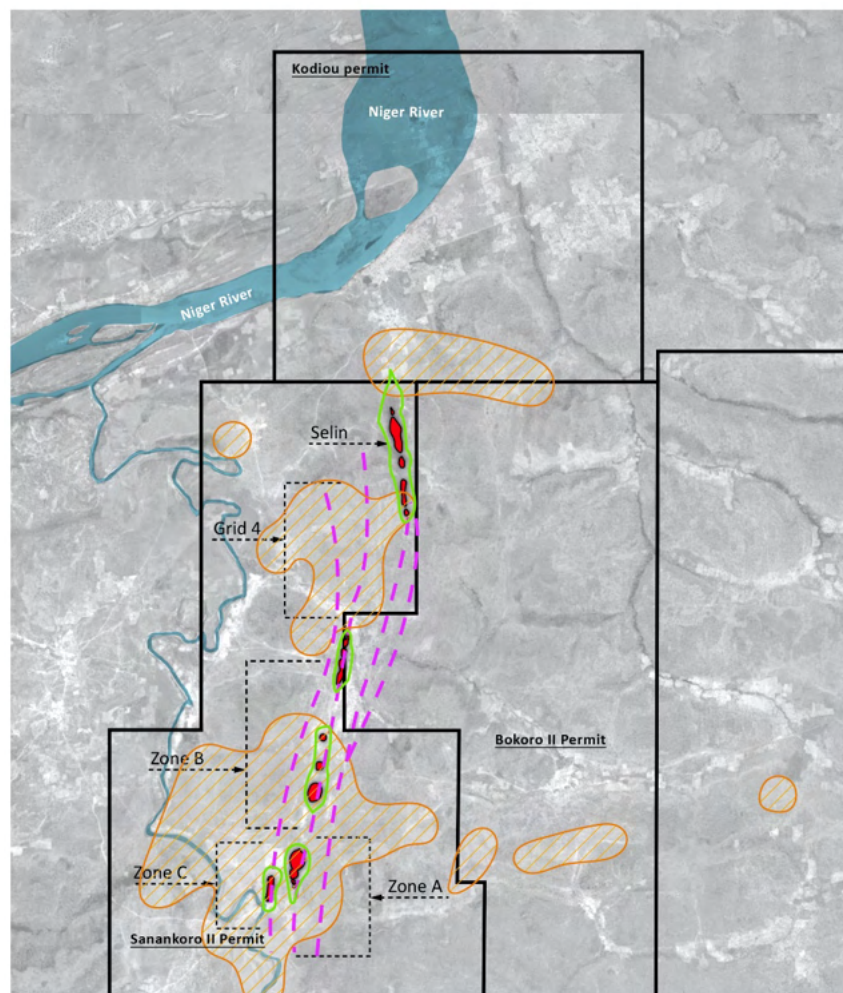 Kodiou permit
Niger River
Niger River
Selin
Grid 4
Bokoro II Permit
Zone B
Zone C
Zone A
Sanankoro II Permit